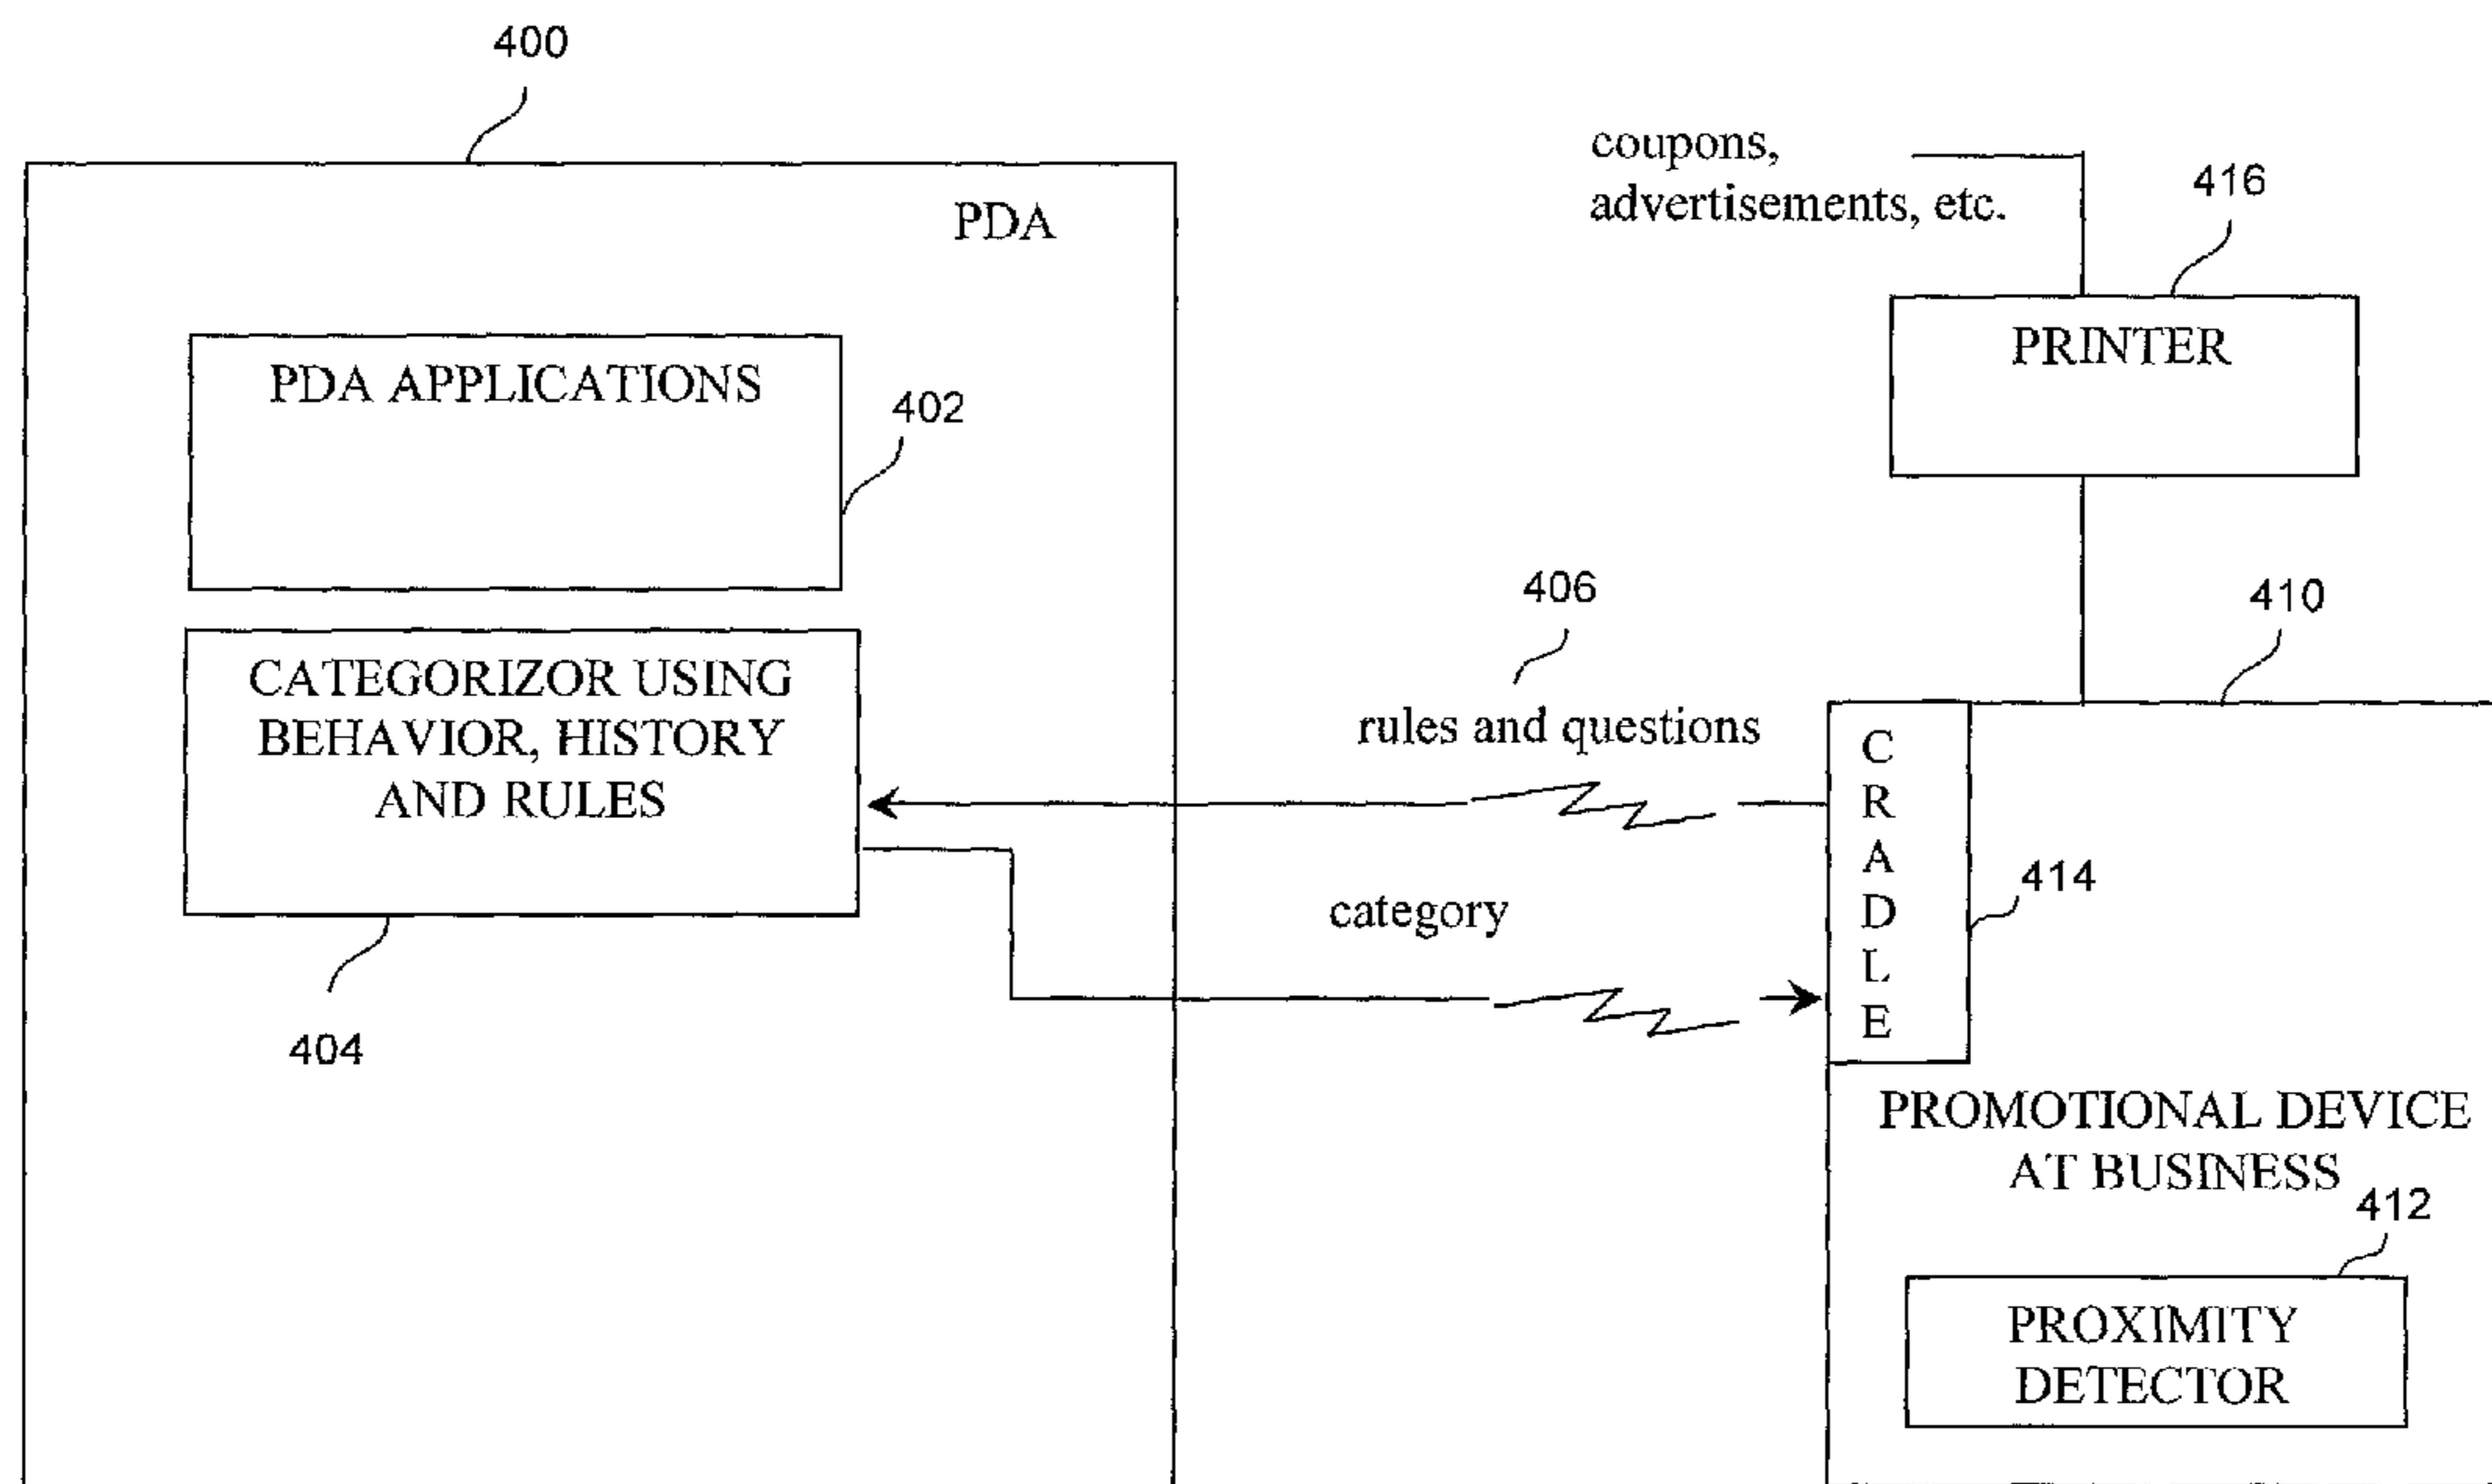 400
PDA
PDA APPLICATIONS
402
CATEGORIZOR USING
BEHAVIOR, HISTORY
AND RULES
404
coupons,
advertisements, etc.
416
PRINTER
406
rules and questions
category
410
CRADLE
414
PROMOTIONAL DEVICE
AT BUSINESS
412
PROXIMITY
DETECTOR